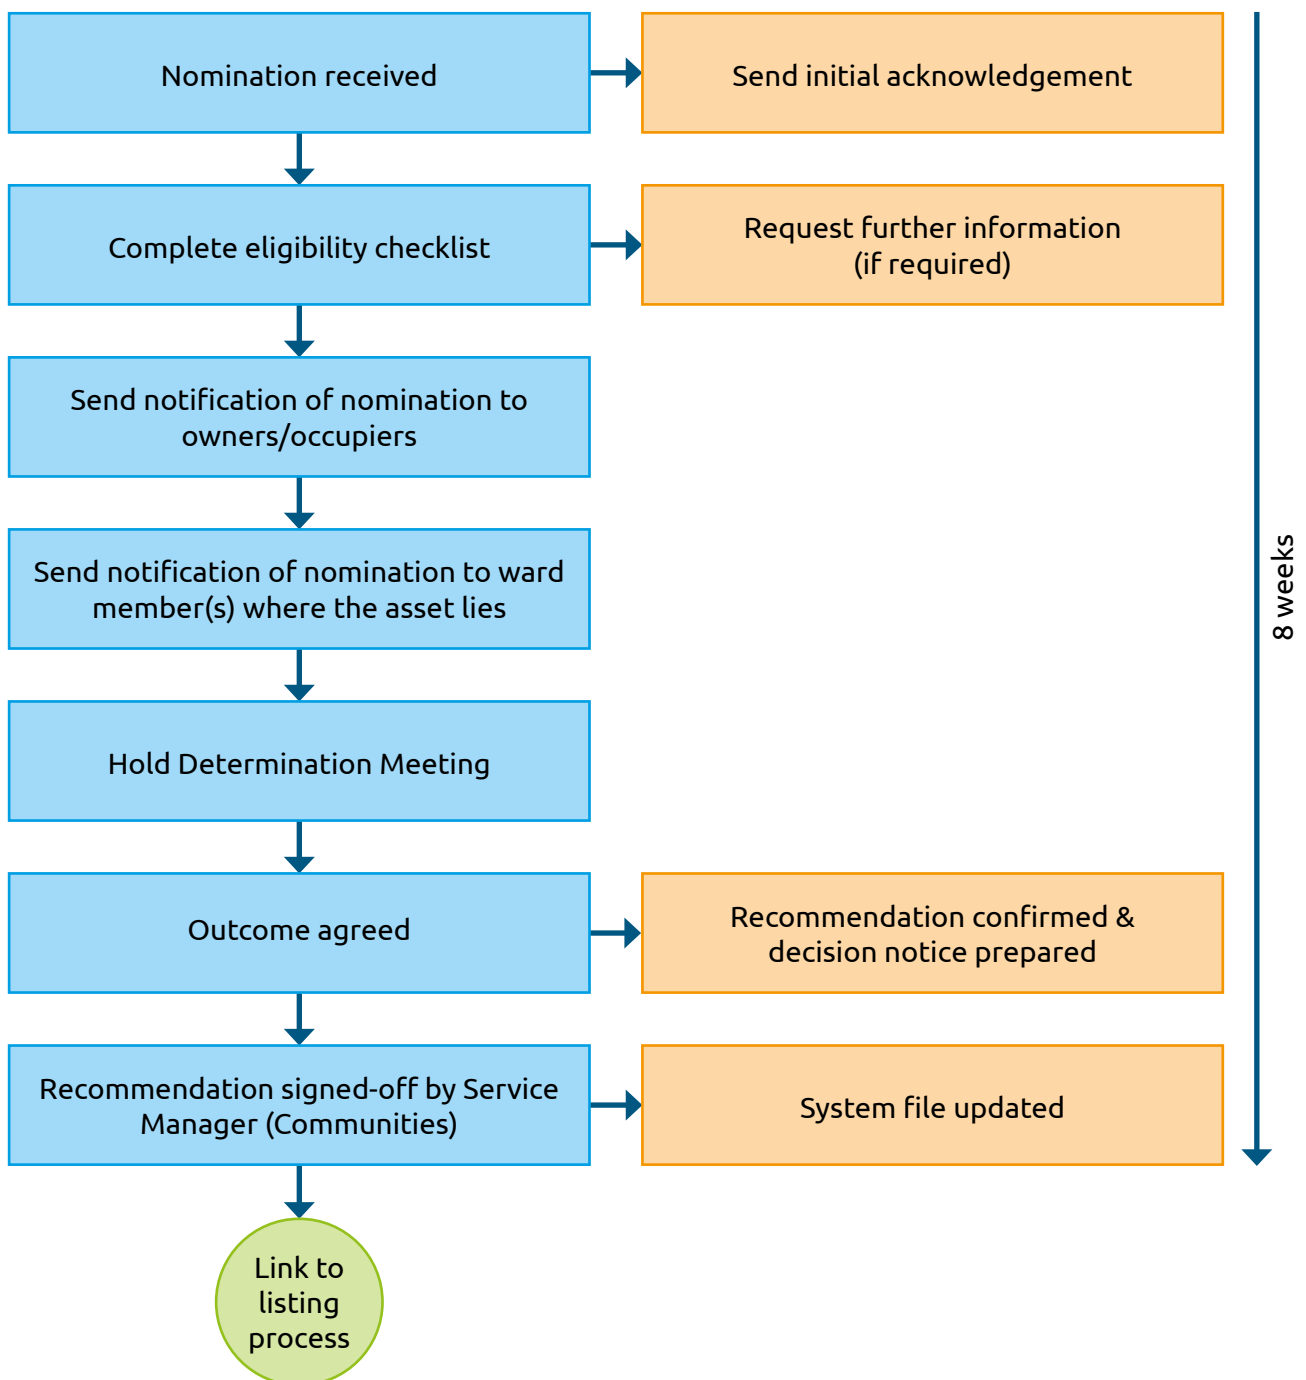 Nomination received
Send initial acknowledgement
Complete eligibility checklist
Request further information
(if required)
Send notification of nomination to
owners/occupiers
Send notification of nomination to ward
member(s) where the asset lies
Hold Determination Meeting
Outcome agreed
Recommendation confirmed &
decision notice prepared
Recommendation signed-off by Service
Manager (Communities)
System file updated
Link to
listing
process
8 weeks